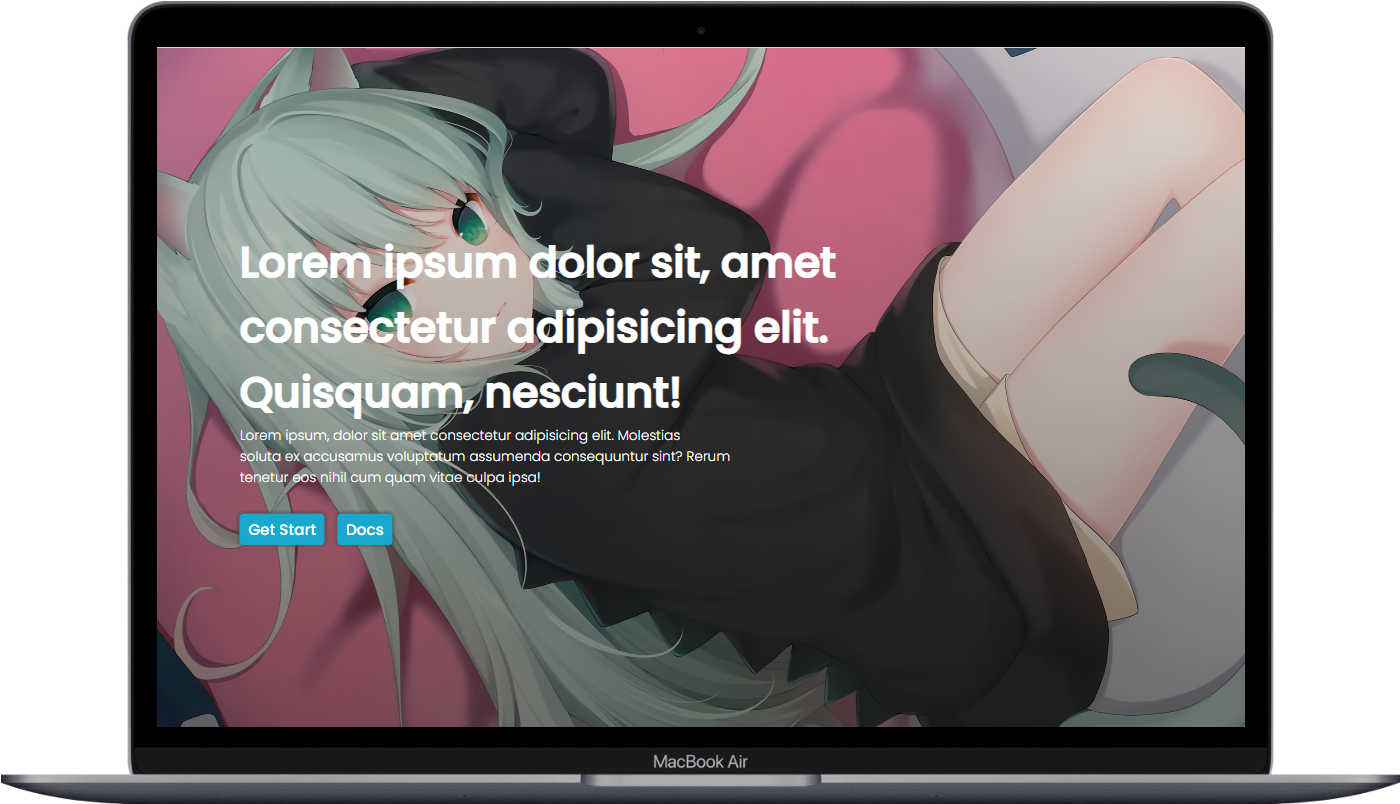 Lorem ipsum dolor sit, amet
consectetur adipisicing elit.
Quisquam, nesciunt!
Lorem ipsum, dolor sit amet consectetur adipisicing elit. Molestias
soluta ex accusamus voluptatum assumenda consequuntur sint? Rerum
tenetur eos nihil cum quam vitae culpa ipsa!
Get Start Docs
MacBook Air